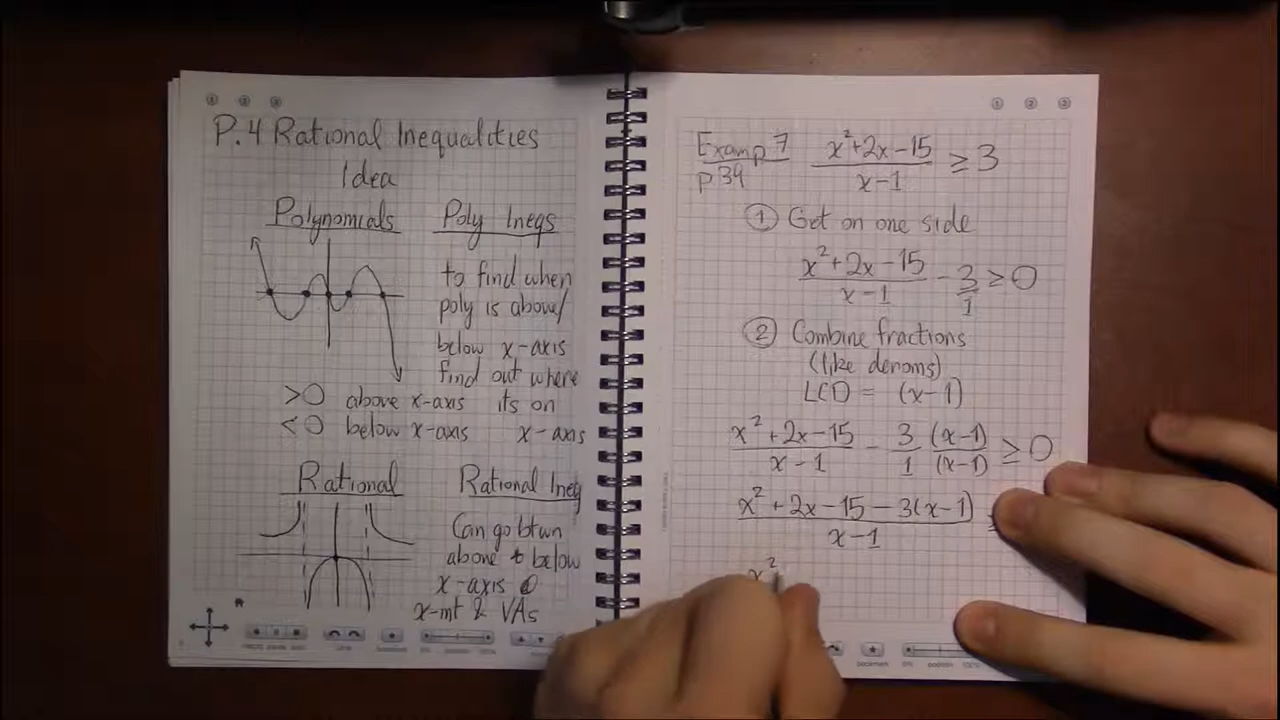 P.4 Rational Inequalities
Idea
Polynomials
Poly Ineqs
to find when
poly is above/
below x-axis
find out where
its on
x-axis
>0 above x-axis
<0 below x-axis
Rational
Rational Ineq
Can go btwn
above & below
x-axis @
x-int & VAs
Examp 7
p39
x²+2x-15 / x-1 ≥ 3
① Get on one side
x²+2x-15 / x-1 - 3/1 ≥ 0
② Combine fractions
(like denoms)
LCD = (x-1)
x²+2x-15 / x-1 - 3/1 (x-1)/(x-1) ≥ 0
x²+2x-15-3(x-1) / x-1
x²